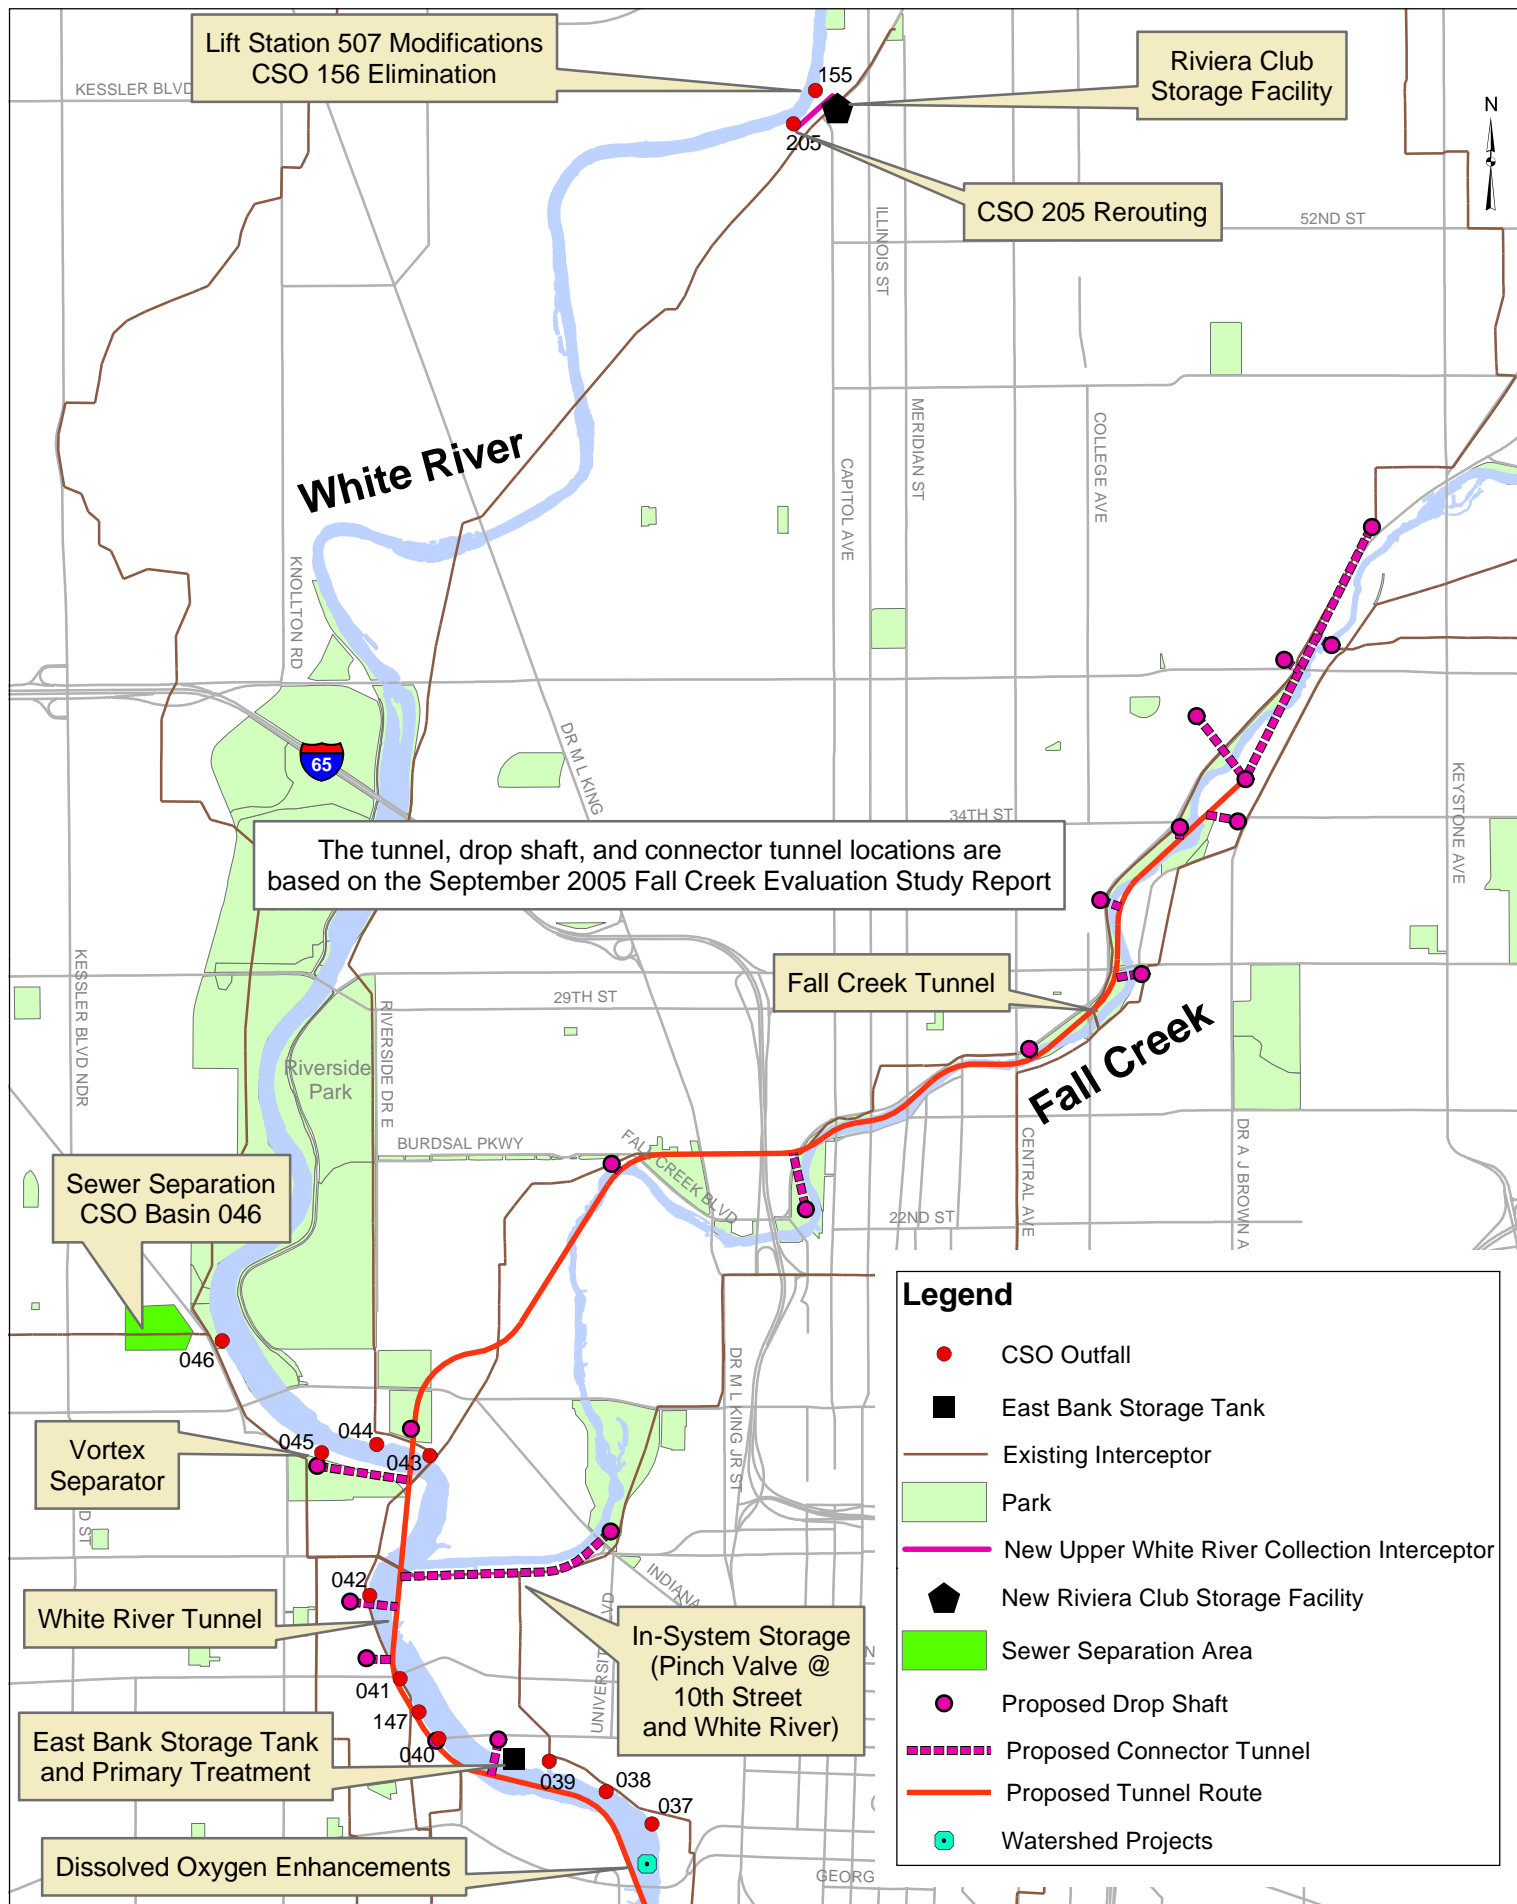 Lift Station 507 Modifications
CSO 156 Elimination
Riviera Club
Storage Facility
KESSLER BLVD
155
205
N
CSO 205 Rerouting
52ND ST
ILLINOIS ST
MERIDIAN ST
CAPITOL AVE
COLLEGE AVE
White River
KNOLLTON RD
65
DR M L KING
34TH ST
KEYSTONE AVE
The tunnel, drop shaft, and connector tunnel locations are
based on the September 2005 Fall Creek Evaluation Study Report
KESSLER BLVD NDR
Fall Creek Tunnel
29TH ST
RIVERSIDE DR E
Riverside
Park
Fall Creek
BURDSAL PKWY
FALL CREEK BLVD
22ND ST
CENTRAL AVE
DR A J BROWN A
Sewer Separation
CSO Basin 046
046
DR M L KING JR ST
Vortex
Separator
045
044
043
D ST
042
INDIANA
White River Tunnel
UNIVERSIT
VD
In-System Storage
(Pinch Valve @
10th Street
and White River)
N
041
147
040
East Bank Storage Tank
and Primary Treatment
039
038
037
Dissolved Oxygen Enhancements
GEORG
Legend
CSO Outfall
East Bank Storage Tank
Existing Interceptor
Park
New Upper White River Collection Interceptor
New Riviera Club Storage Facility
Sewer Separation Area
Proposed Drop Shaft
Proposed Connector Tunnel
Proposed Tunnel Route
Watershed Projects